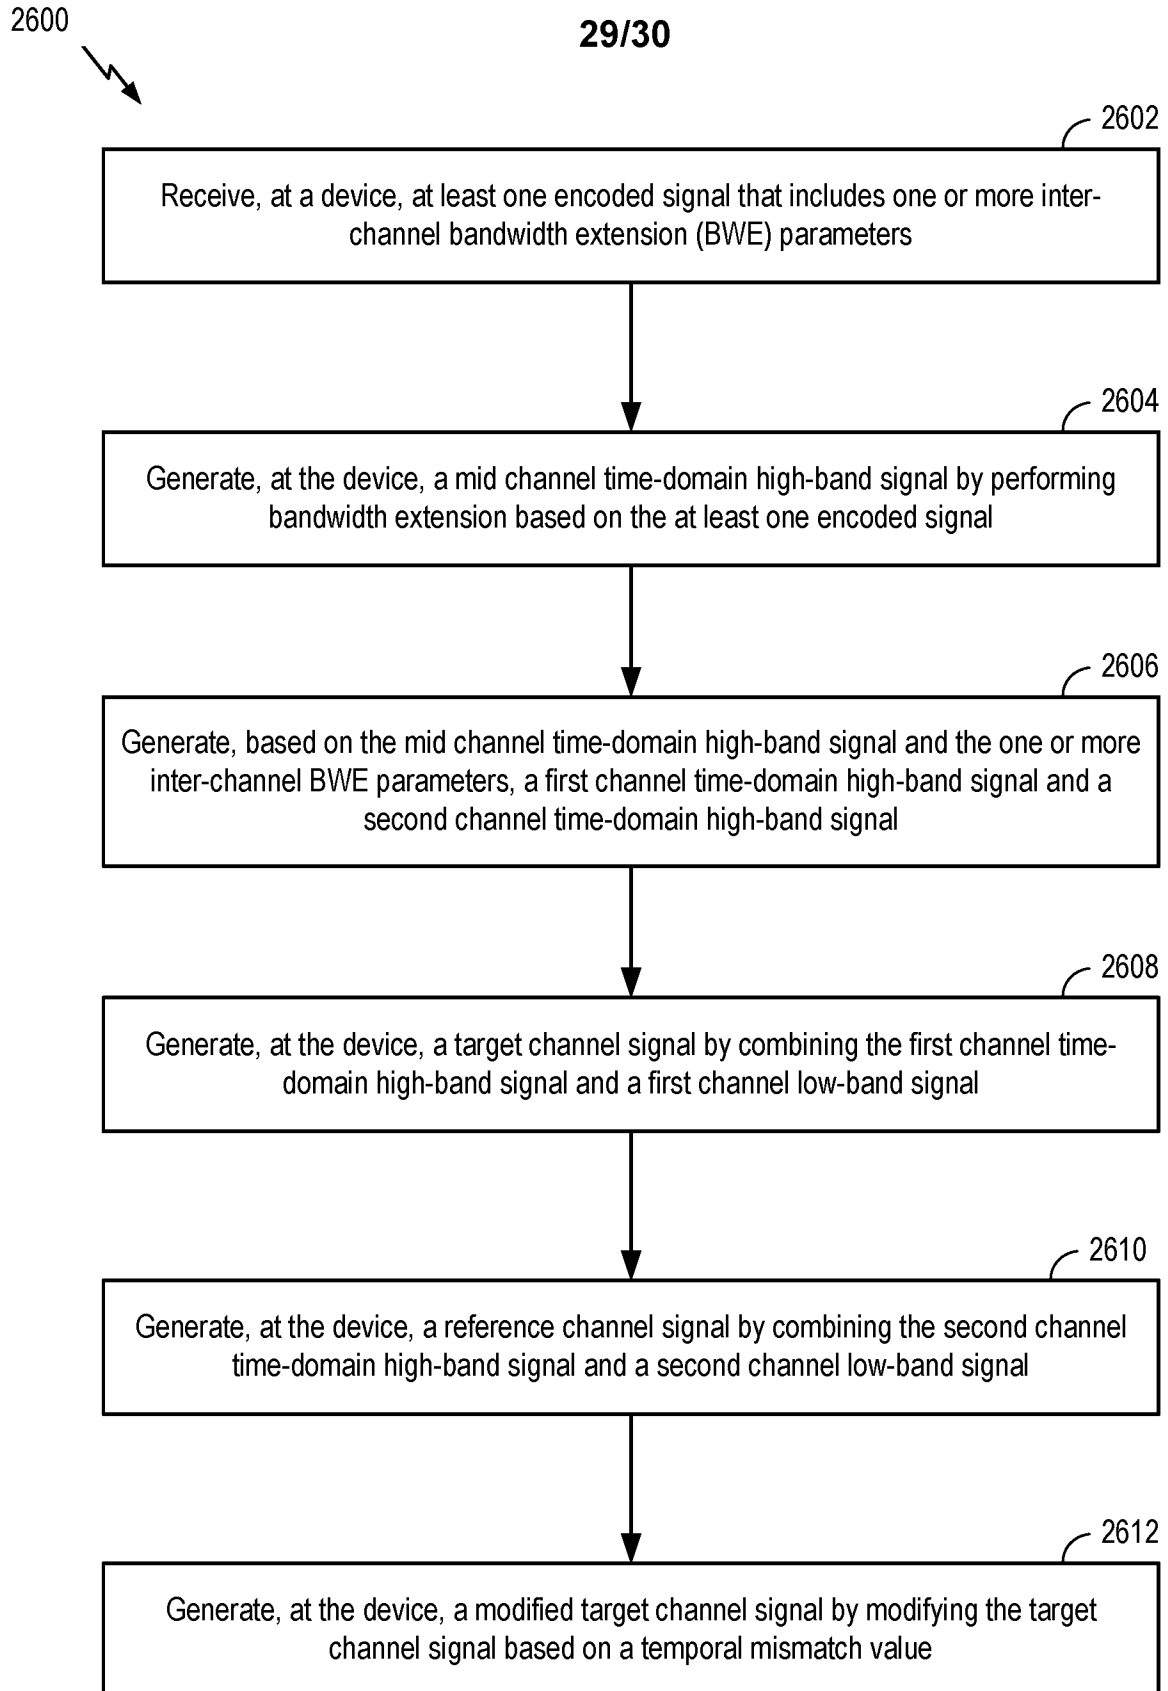 2600
29/30
2602
Receive, at a device, at least one encoded signal that includes one or more inter-
channel bandwidth extension (BWE) parameters
2604
Generate, at the device, a mid channel time-domain high-band signal by performing
bandwidth extension based on the at least one encoded signal
2606
Generate, based on the mid channel time-domain high-band signal and the one or more
inter-channel BWE parameters, a first channel time-domain high-band signal and a
second channel time-domain high-band signal
2608
Generate, at the device, a target channel signal by combining the first channel time-
domain high-band signal and a first channel low-band signal
2610
Generate, at the device, a reference channel signal by combining the second channel
time-domain high-band signal and a second channel low-band signal
2612
Generate, at the device, a modified target channel signal by modifying the target
channel signal based on a temporal mismatch value